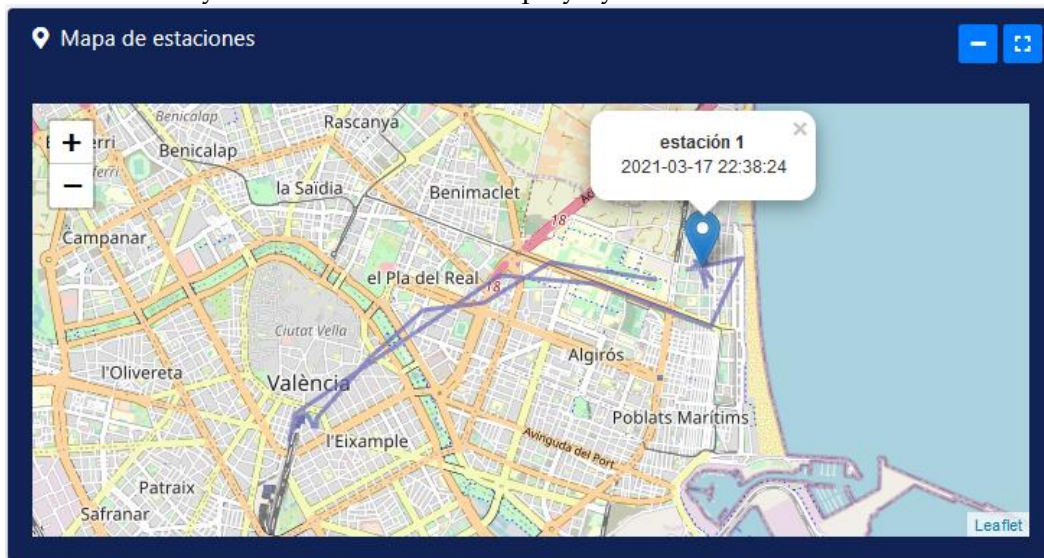 Mapa de estaciones
+
−
Benicalap
Rascanya
Benicalap
la Saïdia
Benimaclet
estación 1
×
2021-03-17 22:38:24
18
Campanar
el Pla del Real
18
Ciutat Vella
l'Olivereta
València
Algirós
l'Eixample
Poblats Marítims
Avinguda del Port
Patraix
Safranar
Leaflet